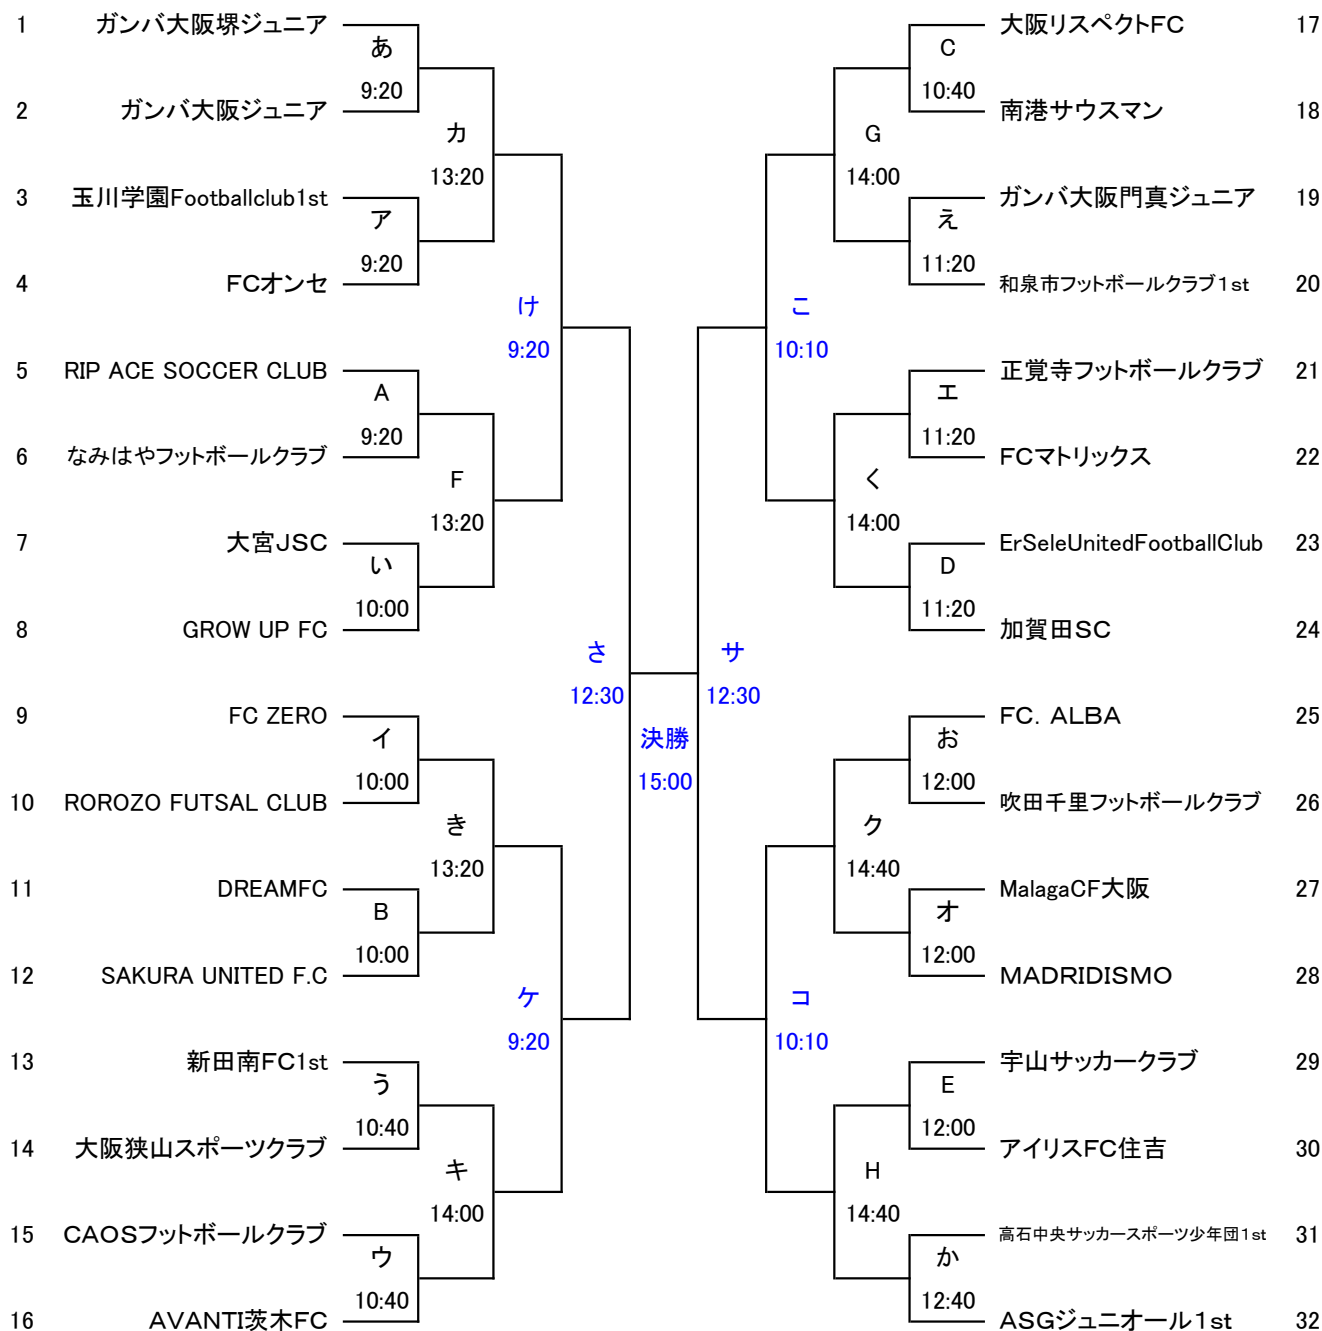 1 ガンバ大阪堺ジュニア
あ
9:20
2 ガンバ大阪ジュニア
カ
13:20
3 玉川学園Footballclub1st
ア
9:20
4 FCオンセ
け
9:20
5 RIP ACE SOCCER CLUB
A
9:20
6 なみはやフットボールクラブ
F
13:20
7 大宮JSC
い
10:00
8 GROW UP FC
さ
12:30
9 FC ZERO
イ
10:00
10 ROROZO FUTSAL CLUB
き
13:20
11 DREAMFC
B
10:00
12 SAKURA UNITED F.C
ケ
9:20
13 新田南FC1st
う
10:40
14 大阪狭山スポーツクラブ
キ
14:00
15 CAOSフットボールクラブ
ウ
10:40
16 AVANTI茨木FC
決勝
15:00
大阪リスペクトFC 17
C
10:40
南港サウスマン 18
G
14:00
ガンバ大阪門真ジュニア 19
え
11:20
和泉市フットボールクラブ1st 20
こ
10:10
正覚寺フットボールクラブ 21
エ
11:20
FCマトリックス 22
く
14:00
ErSeleUnitedFootballClub 23
D
11:20
加賀田SC 24
サ
12:30
FC. ALBA 25
お
12:00
吹田千里フットボールクラブ 26
ク
14:40
MalagaCF大阪 27
オ
12:00
MADRIDISMO 28
コ
10:10
宇山サッカークラブ 29
E
12:00
アイリスFC住吉 30
H
14:40
高石中央サッカースポーツ少年団1st 31
か
12:40
ASGジュニオール1st 32